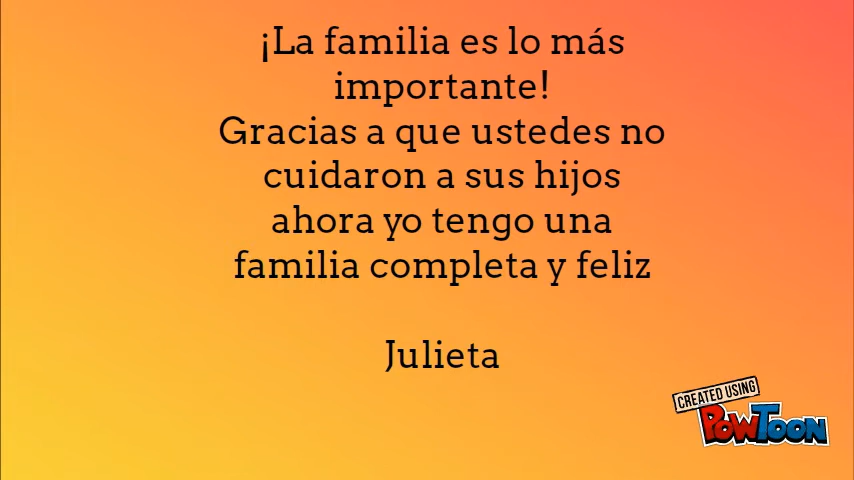 ¡La familia es lo más
importante!
Gracias a que ustedes no
cuidaron a sus hijos
ahora yo tengo una
familia completa y feliz
Julieta
CREATED USING
PowToon